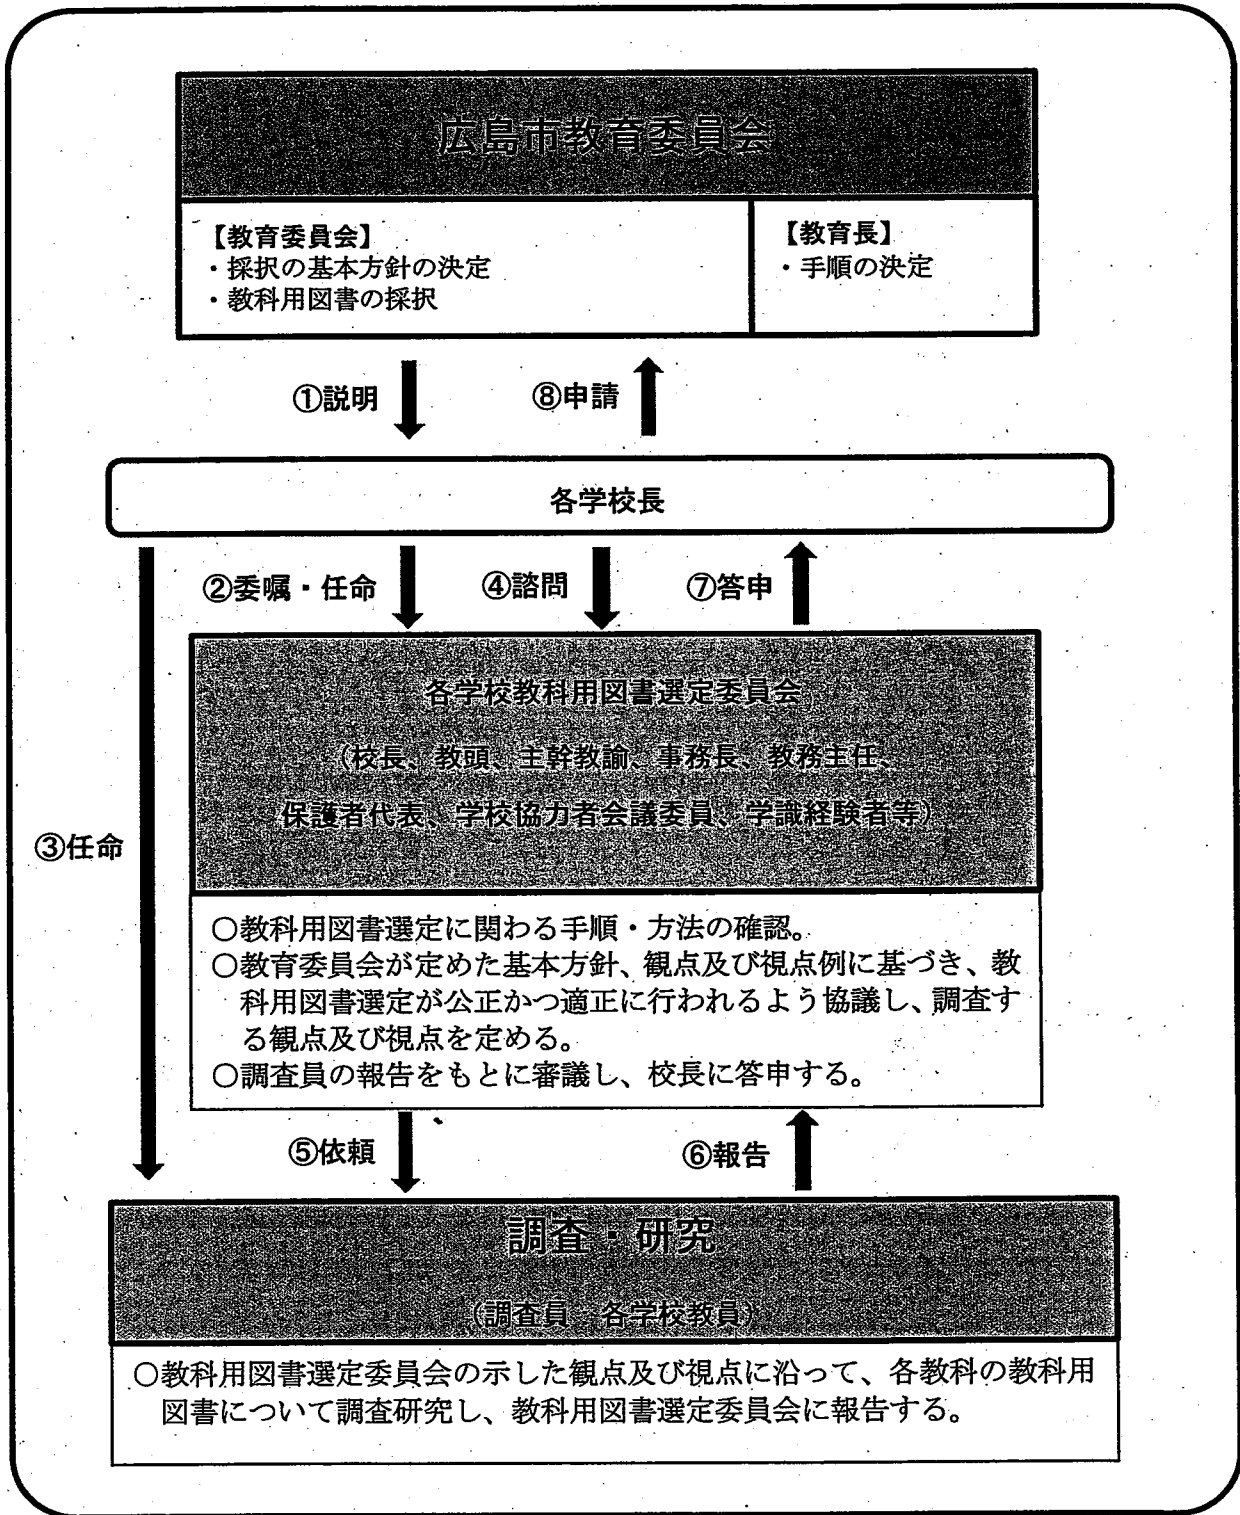 広島市教育委員会
【教育委員会】
・採択の基本方針の決定
・教科用図書の採択
【教育長】
・手順の決定
①説明
⑧申請
各学校長
②委嘱・任命
④諮問
⑦答申
③任命
各学校教科用図書選定委員会
（校長、教頭、主幹教諭、事務長、教務主任、
保護者代表、学校協力者会議委員、学識経験者等）
○教科用図書選定に関わる手順・方法の確認。
○教育委員会が定めた基本方針、観点及び視点例に基づき、教
科用図書選定が公正かつ適正に行われるよう協議し、調査す
る観点及び視点を定める。
○調査員の報告をもとに審議し、校長に答申する。
⑤依頼
⑥報告
調査・研究
（調査員 各学校教員）
○教科用図書選定委員会の示した観点及び視点に沿って、各教科の教科用
図書について調査研究し、教科用図書選定委員会に報告する。